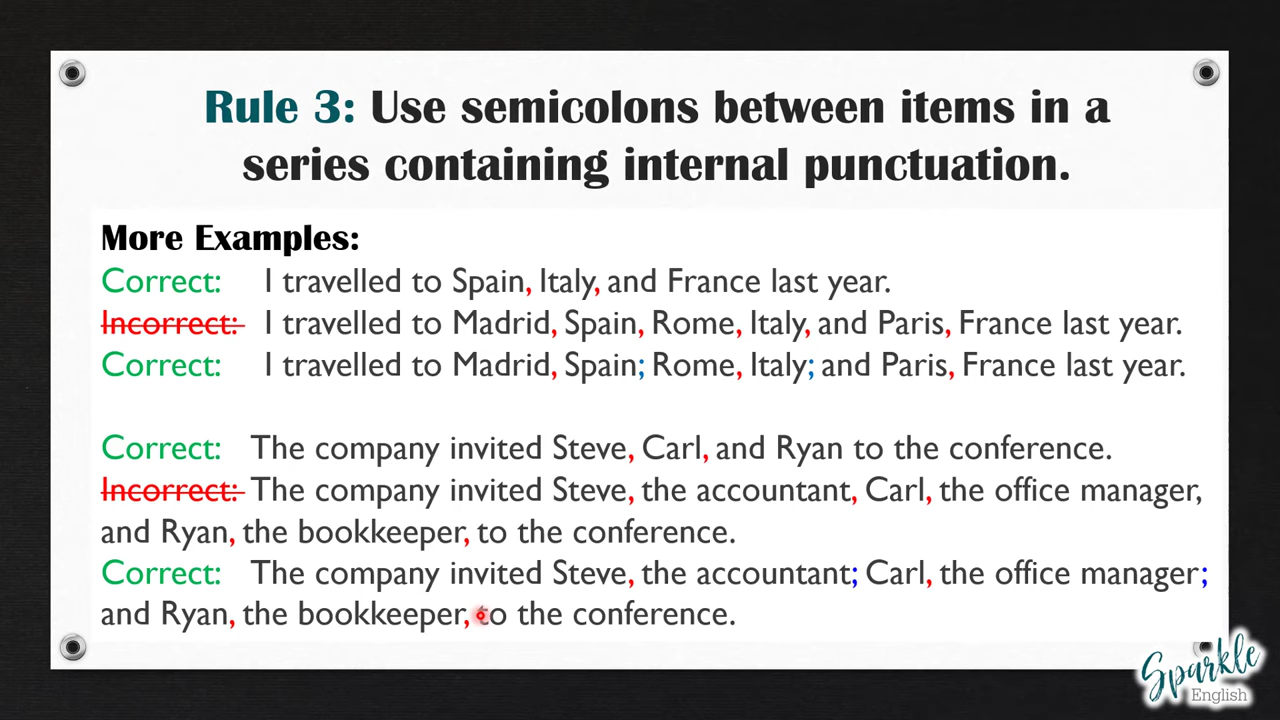 Rule 3: Use semicolons between items in a
series containing internal punctuation.
More Examples:
Correct: I travelled to Spain, Italy, and France last year.
Incorrect: I travelled to Madrid, Spain, Rome, Italy, and Paris, France last year.
Correct: I travelled to Madrid, Spain; Rome, Italy; and Paris, France last year.
Correct: The company invited Steve, Carl, and Ryan to the conference.
Incorrect: The company invited Steve, the accountant, Carl, the office manager,
and Ryan, the bookkeeper, to the conference.
Correct: The company invited Steve, the accountant; Carl, the office manager;
and Ryan, the bookkeeper, to the conference.
Sparkle
English